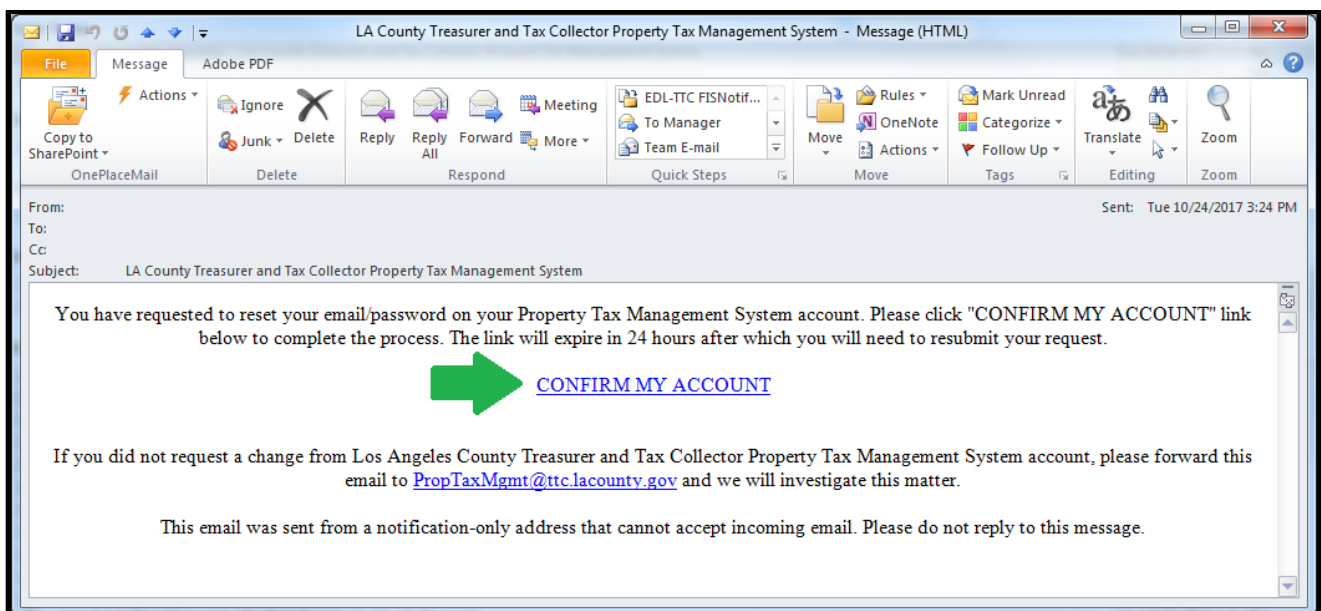 LA County Treasurer and Tax Collector Property Tax Management System - Message (HTML)
File Message Adobe PDF
Copy to SharePoint
Actions
OnePlaceMail
Ignore
Junk
Delete
Delete
Reply
Reply All
Forward
Meeting
More
Respond
EDL-TTC FISNotif...
To Manager
Team E-mail
Quick Steps
Move
Rules
OneNote
Actions
Move
Mark Unread
Categorize
Follow Up
Tags
Translate
Editing
Zoom
Zoom
From:
Sent: Tue 10/24/2017 3:24 PM
To:
Cc:
Subject: LA County Treasurer and Tax Collector Property Tax Management System
You have requested to reset your email/password on your Property Tax Management System account. Please click "CONFIRM MY ACCOUNT" link
below to complete the process. The link will expire in 24 hours after which you will need to resubmit your request.
CONFIRM MY ACCOUNT
If you did not request a change from Los Angeles County Treasurer and Tax Collector Property Tax Management System account, please forward this
email to PropTaxMgmt@ttc.lacounty.gov and we will investigate this matter.
This email was sent from a notification-only address that cannot accept incoming email. Please do not reply to this message.